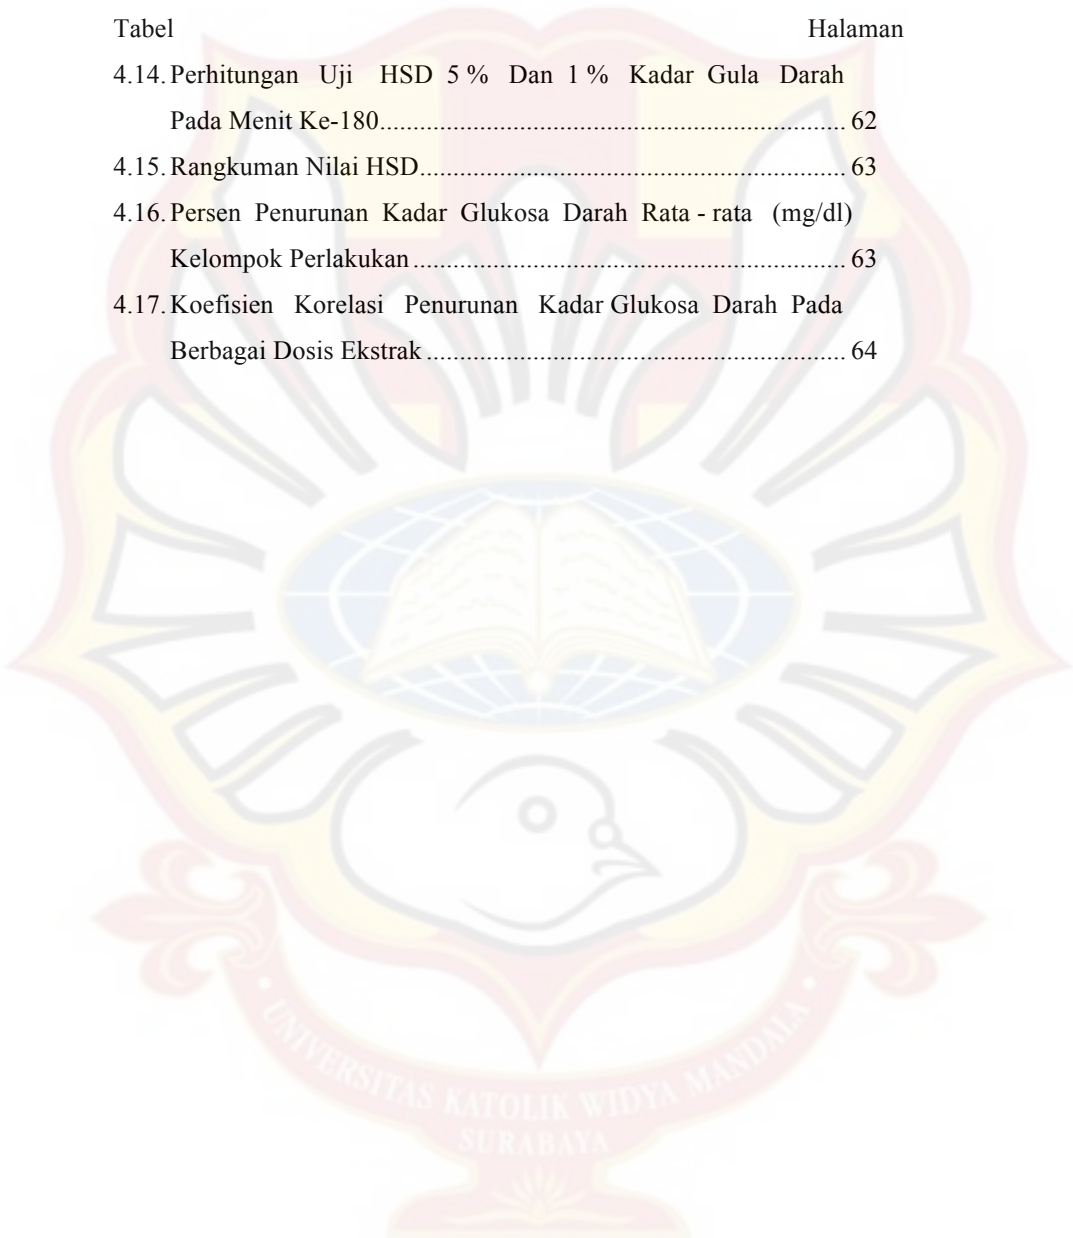 Tabel Halaman
4.14. Perhitungan Uji HSD 5 % Dan 1 % Kadar Gula Darah
Pada Menit Ke-180...................................................................... 62
4.15. Rangkuman Nilai HSD................................................................ 63
4.16. Persen Penurunan Kadar Glukosa Darah Rata - rata (mg/dl)
Kelompok Perlakukan................................................................. 63
4.17. Koefisien Korelasi Penurunan Kadar Glukosa Darah Pada
Berbagai Dosis Ekstrak............................................................... 64
• UNIVERSITAS KATOLIK WIDYA MANDALA •
SURABAYA